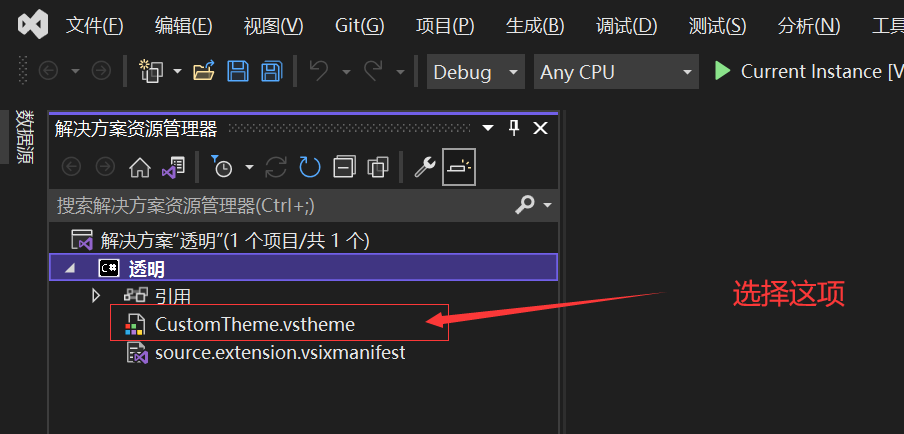 文件(F) 编辑(E) 视图(V) Git(G) 项目(P) 生成(B) 调试(D) 测试(S) 分析(N) 工具
Debug Any CPU Current Instance [V
数据源
解决方案资源管理器
搜索解决方案资源管理器(Ctrl+;)
解决方案“透明”(1 个项目/共 1 个)
C# 透明
引用
选择这项
CustomTheme.vstheme
source.extension.vsixmanifest